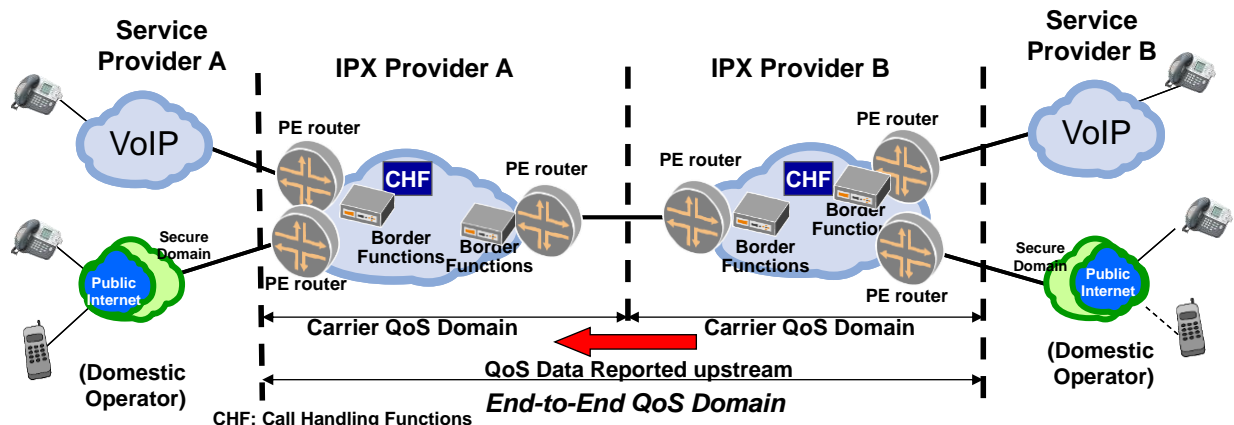 Service
Provider A
IPX Provider A
IPX Provider B
Service
Provider B
VoIP
PE router
CHF
PE router
PE router
CHF
PE router
VoIP
Border
Functions
Border
Functions
Border
Functions
Border
Functions
Secure
Domain
Public
Internet
PE router
PE router
Secure
Domain
Public
Internet
Carrier QoS Domain
Carrier QoS Domain
(Domestic
Operator)
QoS Data Reported upstream
(Domestic
Operator)
End-to-End QoS Domain
CHF: Call Handling Functions